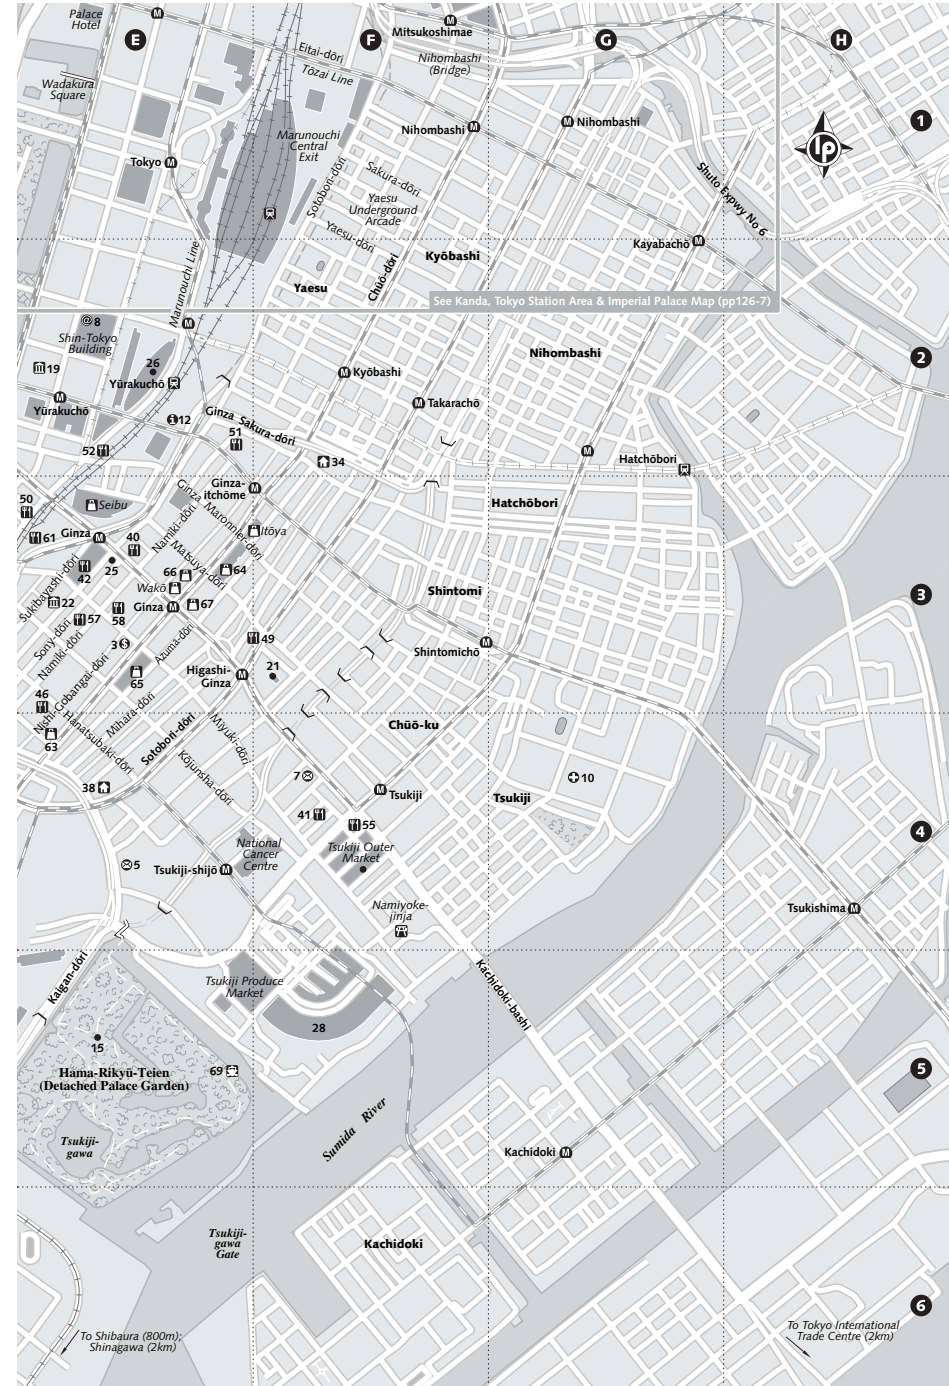 Palace
Hotel
E
Mitsukoshimae
F
G
H
Eitai-dōri
Nihombashi
(Bridge)
Tōzai Line
Wadakura
Square
1
Marunouchi
Central
Exit
Nihombashi
Nihombashi
Tokyo
Sotobori-dōri
Sakura-dōri
Yaesu
Underground
Arcade
Yaesu-dōri
Shuto Expwy No 6
lp
Kayabachō
Kyōbashi
Chūō-dōri
Marunouchi Line
Yaesu
See Kanda, Tokyo Station Area & Imperial Palace Map (pp126-7)
@ 8
Shin-Tokyo
Building
26
19
Yūrakuchō
Nihombashi
2
Kyōbashi
Yūrakuchō
Takarachō
i 12
Ginza Sakura-dōri
51
52
34
Hatchōbori
Ginza-
itchōme
50
Seibu
Hatchōbori
Ginza Maronnier-dōri
Namiki-dōri
Itōya
61
Ginza
40
Matsuya-dōri
42
25
66
64
Wakō
Sukibayashi-dōri
Shintomi
3
22
58
Ginza
67
57
Sony-dōri
Namiki-dōri
3 $
Azuma-dōri
49
Shintomichō
Higashi-
Ginza
21
65
46
Nishi-Gobangai-dōri
Mihara-dōri
Hanatsubaki-dōri
63
Sotobori-dōri
Miyuki-dōri
Chūō-ku
Kojunsha-dōri
38
7
10
Tsukiji
Tsukiji
41
55
4
National
Cancer
Centre
Tsukiji Outer
Market
5
Tsukiji-shijō
Namiyoke-
jinja
Tsukishima
Kaigan-dōri
Tsukiji Produce
Market
Kachidoki-bashi
28
15
69
5
Hama-Rikyū-Teien
(Detached Palace Garden)
Sumida River
Tsukiji-
gawa
Kachidoki
Tsukiji-
gawa
Gate
Kachidoki
6
To Shibaura (800m);
Shinagawa (2km)
To Tokyo International
Trade Centre (2km)